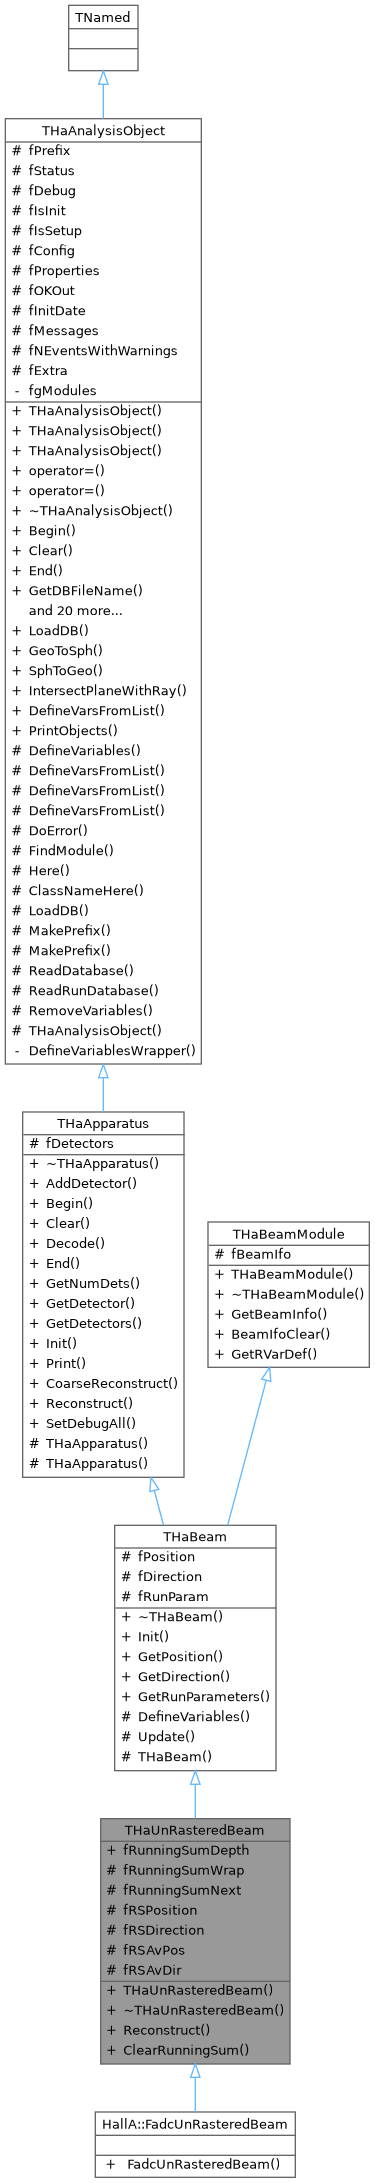 TNamed
THaAnalysisObject
# fPrefix
# fStatus
# fDebug
# fIsInit
# fIsSetup
# fConfig
# fProperties
# fOKOut
# fInitDate
# fMessages
# fNEventsWithWarnings
# fExtra
- fgModules
+ THaAnalysisObject()
+ THaAnalysisObject()
+ THaAnalysisObject()
+ operator=()
+ operator=()
+ ~THaAnalysisObject()
+ Begin()
+ Clear()
+ End()
+ GetDBFileName()
and 20 more...
+ LoadDB()
+ GeoToSph()
+ SphToGeo()
+ IntersectPlaneWithRay()
+ DefineVarsFromList()
+ PrintObjects()
# DefineVariables()
# DefineVarsFromList()
# DefineVarsFromList()
# DefineVarsFromList()
# DoError()
# FindModule()
# Here()
# ClassNameHere()
# LoadDB()
# MakePrefix()
# MakePrefix()
# ReadDatabase()
# ReadRunDatabase()
# RemoveVariables()
# THaAnalysisObject()
- DefineVariablesWrapper()
THaApparatus
# fDetectors
+ ~THaApparatus()
+ AddDetector()
+ Begin()
+ Clear()
+ Decode()
+ End()
+ GetNumDets()
+ GetDetector()
+ GetDetectors()
+ Init()
+ Print()
+ CoarseReconstruct()
+ Reconstruct()
+ SetDebugAll()
# THaApparatus()
# THaApparatus()
THaBeamModule
# fBeamIfo
+ THaBeamModule()
+ ~THaBeamModule()
+ GetBeamInfo()
+ BeamIfoClear()
+ GetRVarDef()
THaBeam
# fPosition
# fDirection
# fRunParam
+ ~THaBeam()
+ Init()
+ GetPosition()
+ GetDirection()
+ GetRunParameters()
# DefineVariables()
# Update()
# THaBeam()
THaUnRasteredBeam
+ fRunningSumDepth
# fRunningSumWrap
# fRunningSumNext
# fRSPosition
# fRSDirection
# fRSAvPos
# fRSAvDir
+ THaUnRasteredBeam()
+ ~THaUnRasteredBeam()
+ Reconstruct()
+ ClearRunningSum()
HallA::FadcUnRasteredBeam
+ FadcUnRasteredBeam()